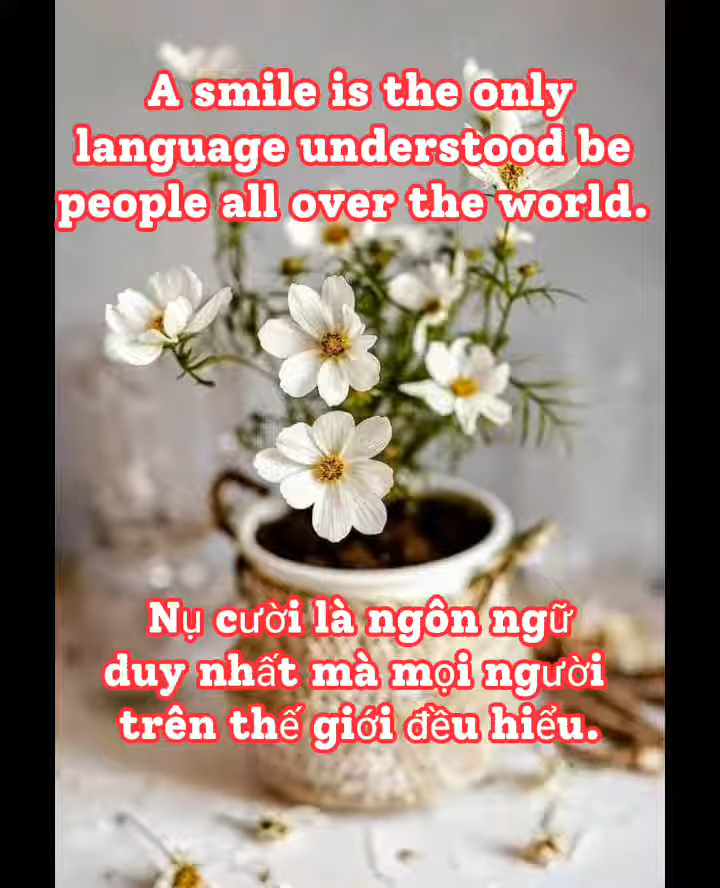 A smile is the only
language understood be
people all over the world.
Nụ cười là ngôn ngữ
duy nhất mà mọi người
trên thế giới đều hiểu.